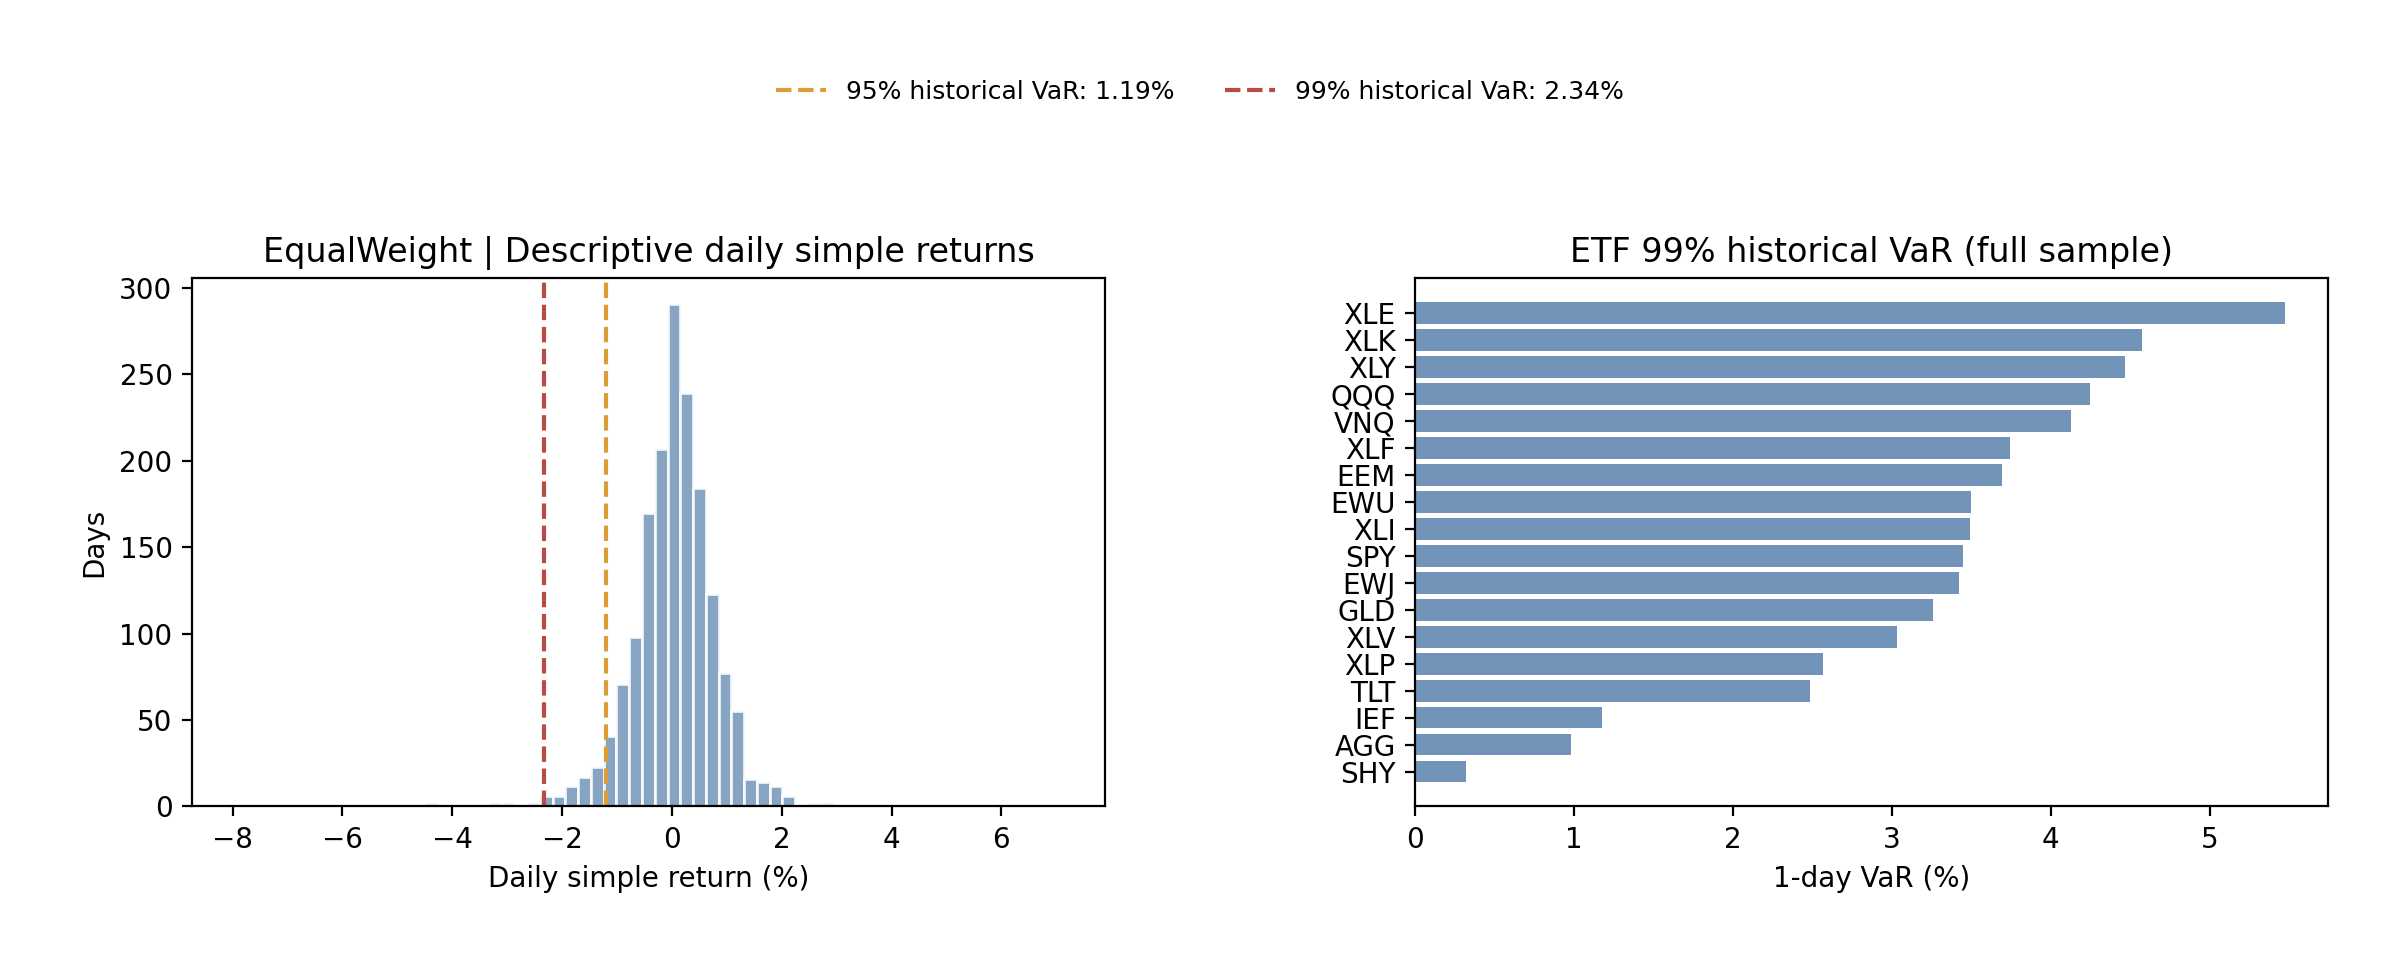 95% historical VaR: 1.19% 99% historical VaR: 2.34%
EqualWeight | Descriptive daily simple returns
300
250
200
150
100
50
0
Days
−8 −6 −4 −2 0 2 4 6
Daily simple return (%)
ETF 99% historical VaR (full sample)
XLE
XLK
XLY
QQQ
VNQ
XLF
EEM
EWU
XLI
SPY
EWJ
GLD
XLV
XLP
TLT
IEF
AGG
SHY
0 1 2 3 4 5
1-day VaR (%)